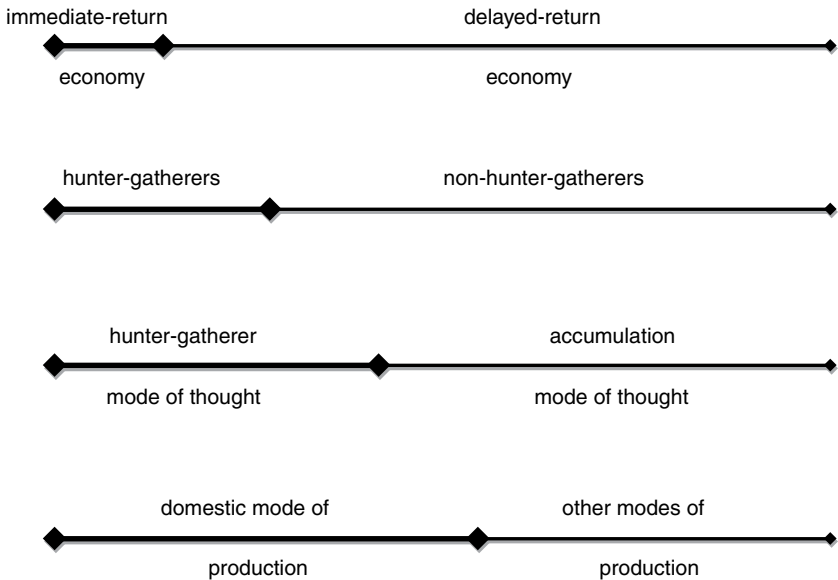 immediate-return delayed-return
economy economy
hunter-gatherers non-hunter-gatherers
hunter-gatherer accumulation
mode of thought mode of thought
domestic mode of other modes of
production production